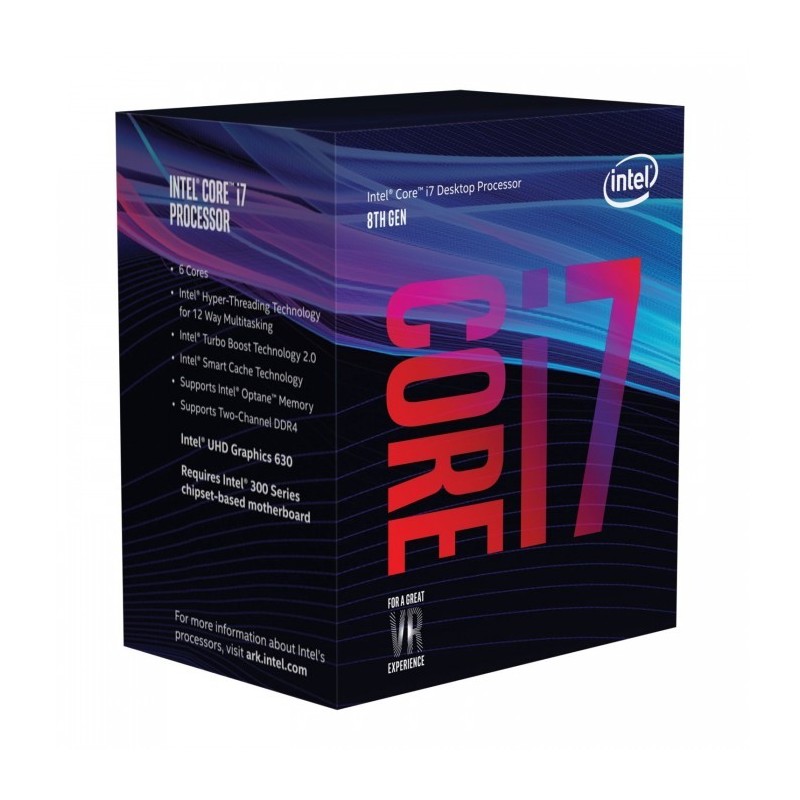 INTEL® CORE™ i7
PROCESSOR
• 6 Cores
• Intel® Hyper-Threading Technology
for 12 Way Multitasking
• Intel® Turbo Boost Technology 2.0
• Intel® Smart Cache Technology
• Supports Intel® Optane™ Memory
• Supports Two-Channel DDR4
Intel® UHD Graphics 630
Requires Intel® 300 Series
chipset-based motherboard
For more information about Intel's
processors, visit ark.intel.com
Intel® Core™ i7 Desktop Processor
8TH GEN
intel®
CORE
i7
FOR A GREAT
VR
EXPERIENCE